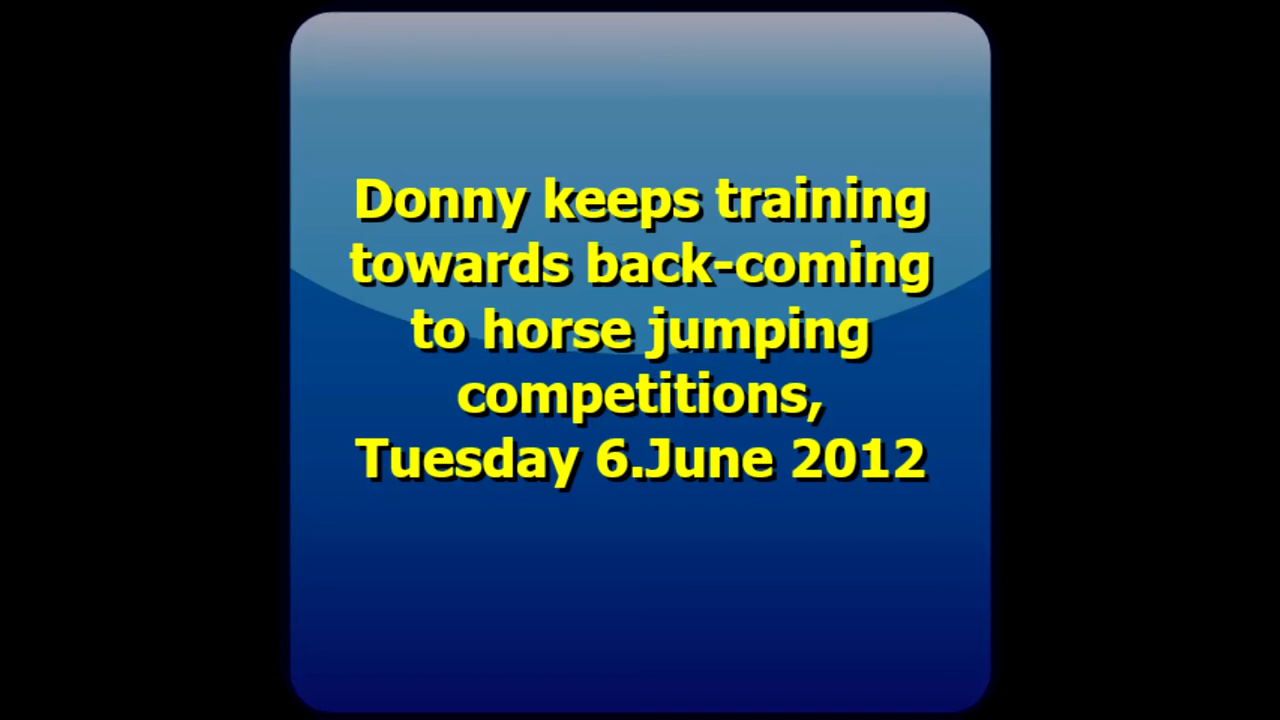 Donny keeps training
towards back-coming
to horse jumping
competitions,
Tuesday 6.June 2012